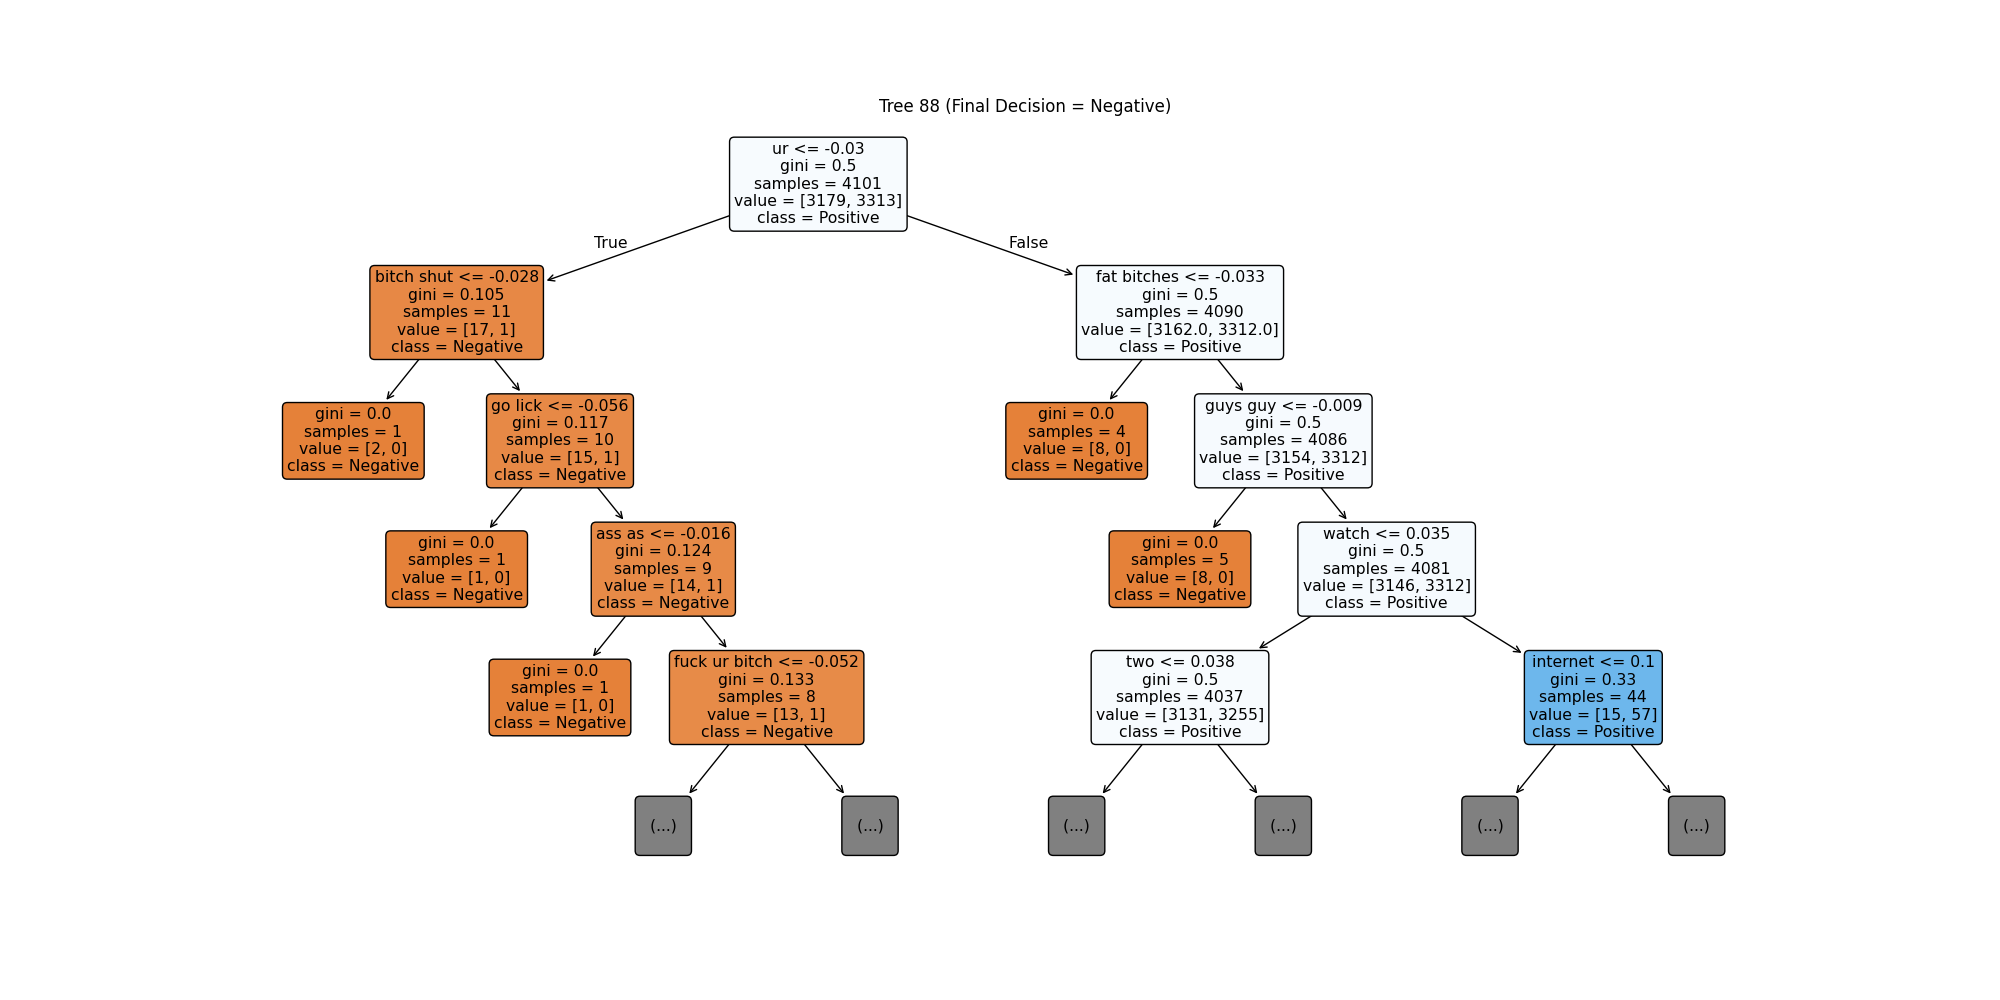 Tree 88 (Final Decision = Negative)
ur <= -0.03
gini = 0.5
samples = 4101
value = [3179, 3313]
class = Positive
True
False
bitch shut <= -0.028
gini = 0.105
samples = 11
value = [17, 1]
class = Negative
fat bitches <= -0.033
gini = 0.5
samples = 4090
value = [3162.0, 3312.0]
class = Positive
gini = 0.0
samples = 1
value = [2, 0]
class = Negative
go lick <= -0.056
gini = 0.117
samples = 10
value = [15, 1]
class = Negative
gini = 0.0
samples = 4
value = [8, 0]
class = Negative
guys guy <= -0.009
gini = 0.5
samples = 4086
value = [3154, 3312]
class = Positive
gini = 0.0
samples = 1
value = [1, 0]
class = Negative
ass as <= -0.016
gini = 0.124
samples = 9
value = [14, 1]
class = Negative
gini = 0.0
samples = 5
value = [8, 0]
class = Negative
watch <= 0.035
gini = 0.5
samples = 4081
value = [3146, 3312]
class = Positive
gini = 0.0
samples = 1
value = [1, 0]
class = Negative
fuck ur bitch <= -0.052
gini = 0.133
samples = 8
value = [13, 1]
class = Negative
two <= 0.038
gini = 0.5
samples = 4037
value = [3131, 3255]
class = Positive
internet <= 0.1
gini = 0.33
samples = 44
value = [15, 57]
class = Positive
(...)
(...)
(...)
(...)
(...)
(...)